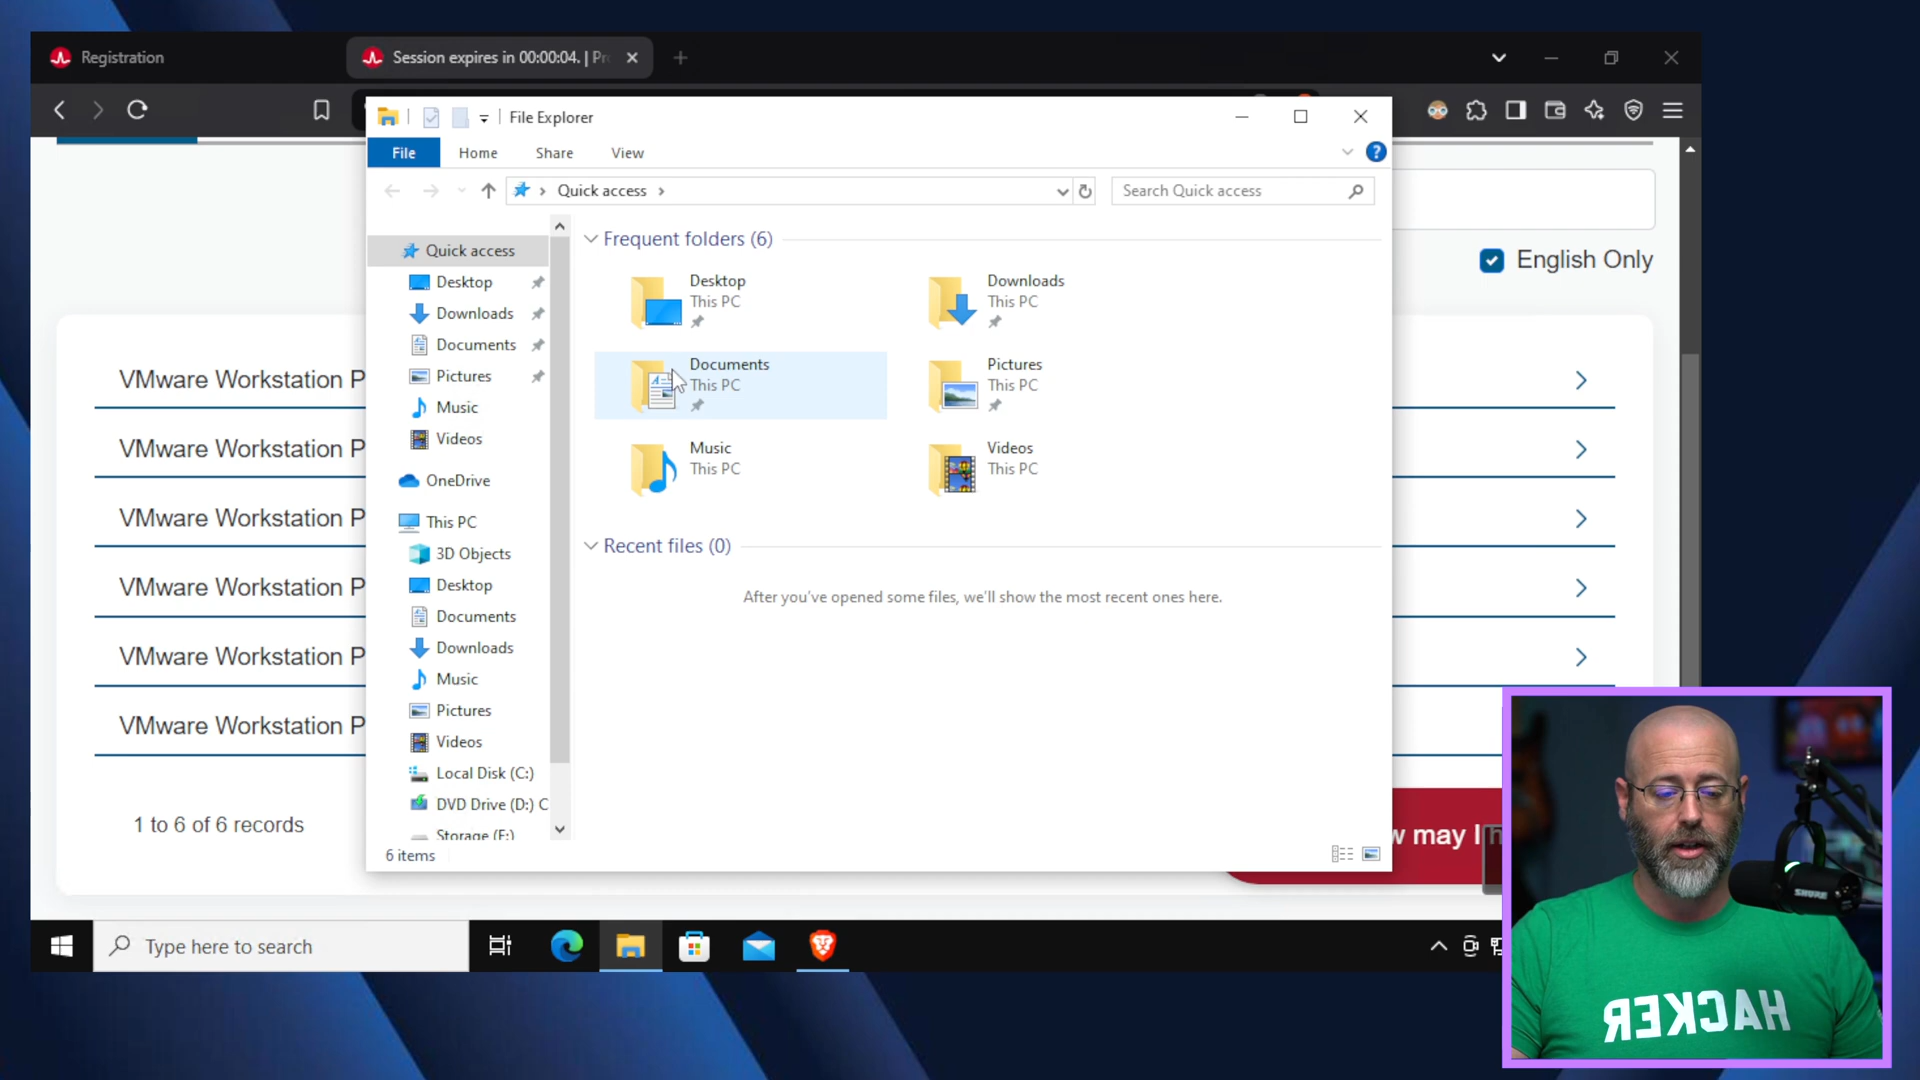 Registration
Session expires in 00:00:04. | Pr
File Explorer
File
Home
Share
View
Quick access
Search Quick access
Quick access
Desktop
Downloads
Documents
Pictures
Music
Videos
OneDrive
This PC
3D Objects
Desktop
Documents
Downloads
Music
Pictures
Videos
Local Disk (C:)
DVD Drive (D:) C
Storage (E:)
Frequent folders (6)
Desktop
This PC
Downloads
This PC
Documents
This PC
Pictures
This PC
Music
This PC
Videos
This PC
Recent files (0)
After you've opened some files, we'll show the most recent ones here.
6 items
English Only
VMware Workstation P
VMware Workstation P
VMware Workstation P
VMware Workstation P
VMware Workstation P
VMware Workstation P
1 to 6 of 6 records
w may I h
Type here to search
SHURE
HACKER